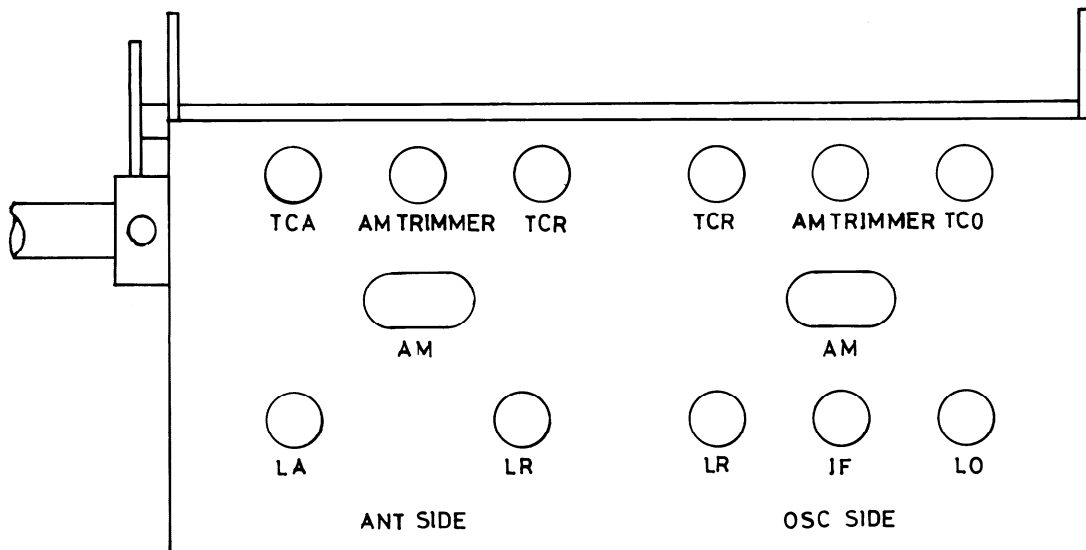 TCA AM TRIMMER TCR TCR AM TRIMMER TCO
AM AM
LA LR LR IF LO
ANT SIDE OSC SIDE